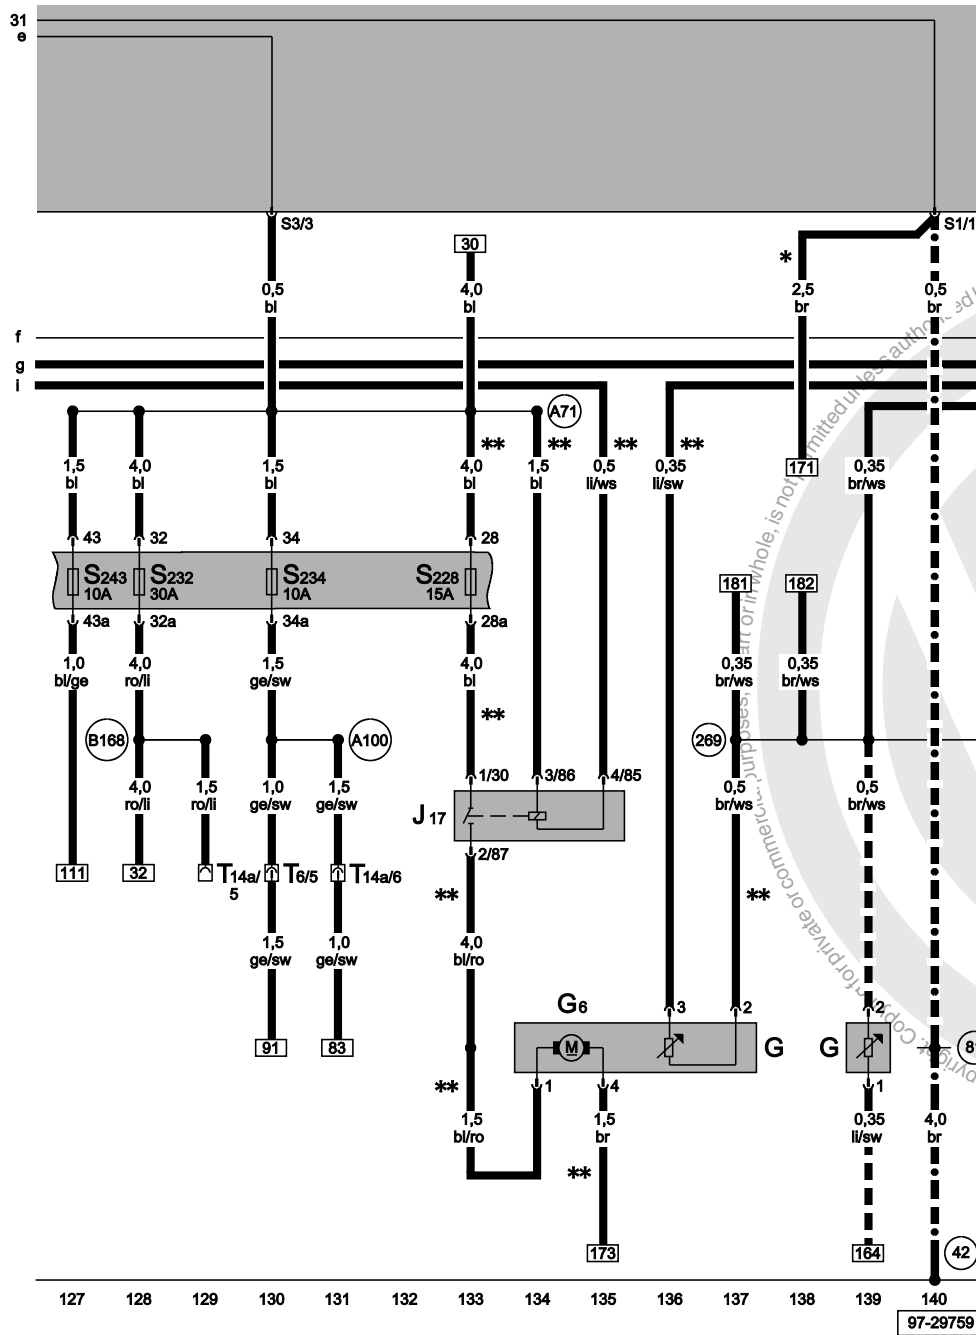 31
e
S3/3
S1/1
30
*
0,5 4,0 2,5 0,5
bl bl br br
f
g
i
A71
** ** ** **
1,5 4,0 1,5 4,0 1,5 0,5 0,35 171 0,35
bl bl bl bl bl li/ws li/sw br/ws
43 32 34 28
S243 S232 S234 S228
10A 30A 10A 15A
181 182
43a 32a 34a 28a
1,0 4,0 1,5 4,0 0,35 0,35
bl/ge ro/li ge/sw bl br/ws br/ws
**
B168 A100 269
1/30 3/86 4/85
4,0 1,5 1,0 1,5 0,5 0,5
ro/li ro/li ge/sw ge/sw br/ws br/ws
J17
2/87
111 32 T14a/ T6/5 T14a/6
5
** **
1,5 1,0 4,0
ge/sw ge/sw bl/ro
G6 3 2 2
91 83 M G G
** 1 4 1
1,5 1,5 0,35 4,0
bl/ro br li/sw br
**
173 164 42
127 128 129 130 131 132 133 134 135 136 137 138 139 140
97-29759